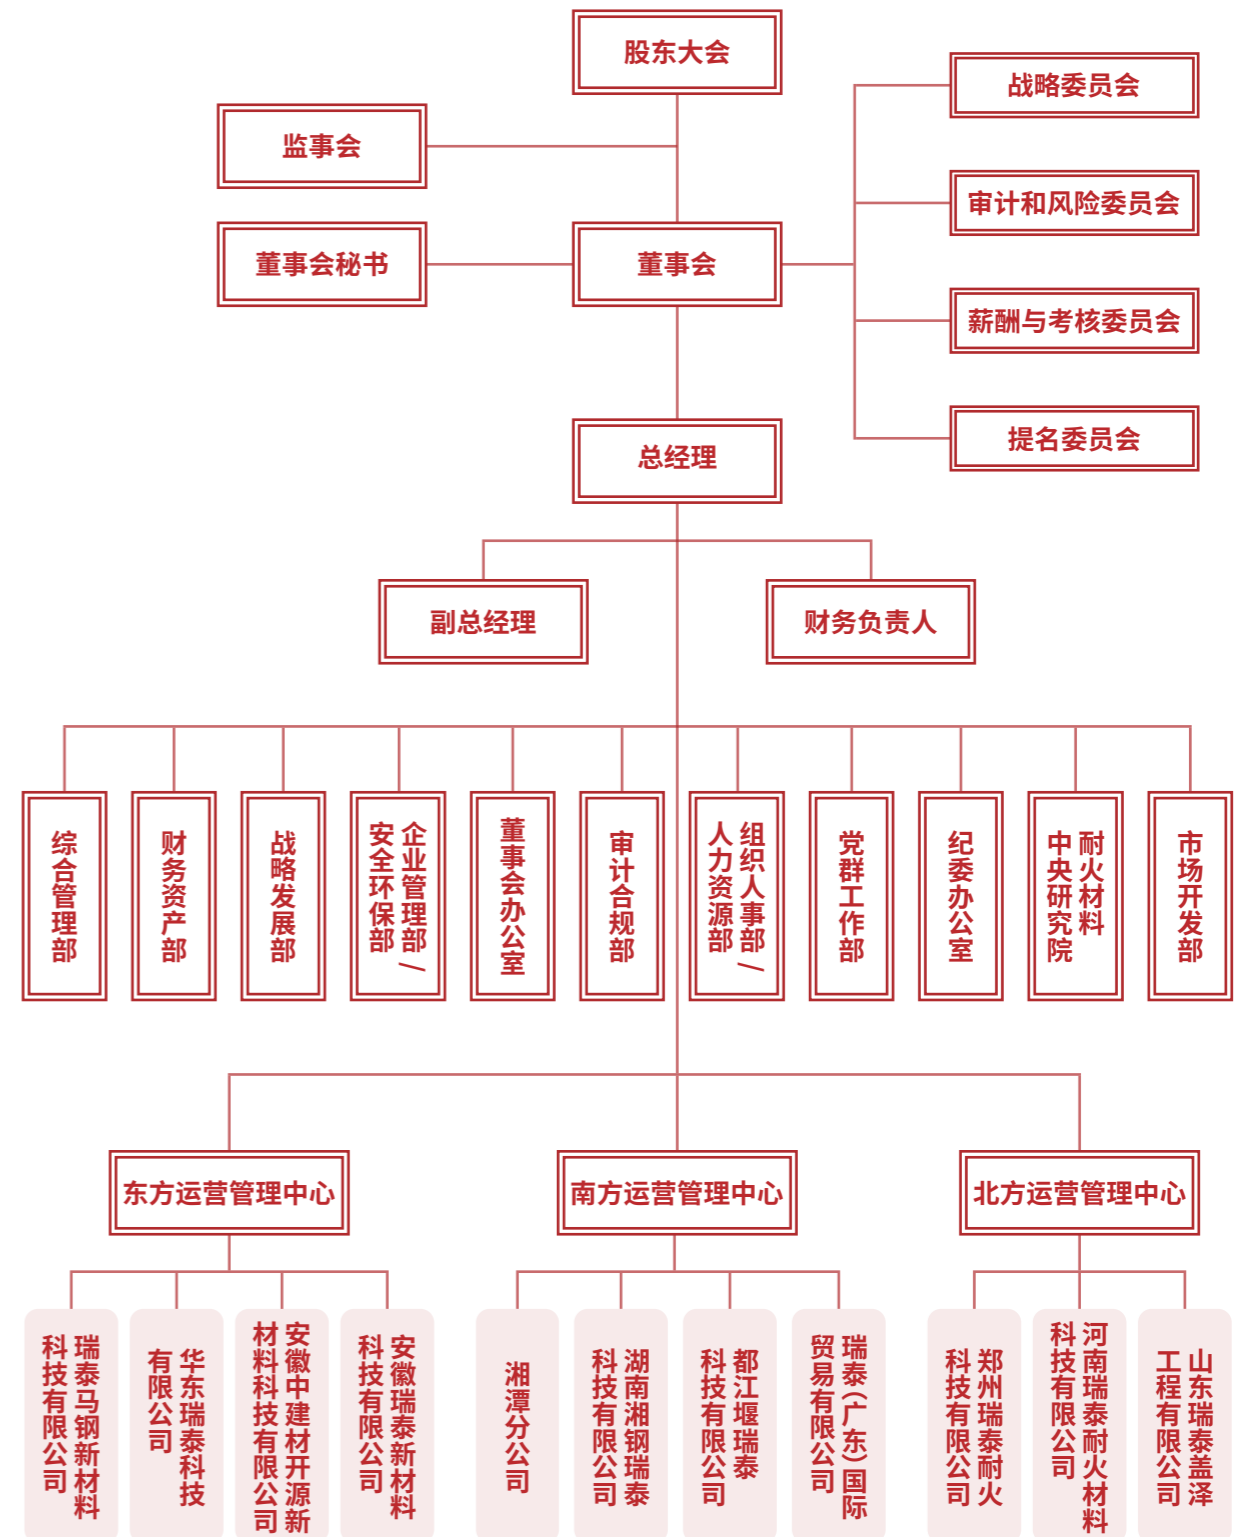 股东大会
战略委员会
监事会
审计和风险委员会
董事会秘书
董事会
薪酬与考核委员会
提名委员会
总经理
副总经理
财务负责人
综合管理部
财务资产部
战略发展部
企业管理部/
安全环保部
董事会办公室
审计合规部
组织人事部/
人力资源部
党群工作部
纪委办公室
耐火材料
中央研究院
市场开发部
东方运营管理中心
南方运营管理中心
北方运营管理中心
瑞泰马钢新材料
科技有限公司
华东瑞泰科技
有限公司
安徽中建材开源新
材料科技有限公司
安徽瑞泰新材料
科技有限公司
湘潭分公司
湖南湘钢瑞泰
科技有限公司
都江堰瑞泰
科技有限公司
瑞泰(广东)国际
贸易有限公司
郑州瑞泰耐火
科技有限公司
河南瑞泰耐火材料
科技有限公司
山东瑞泰盖泽
工程有限公司